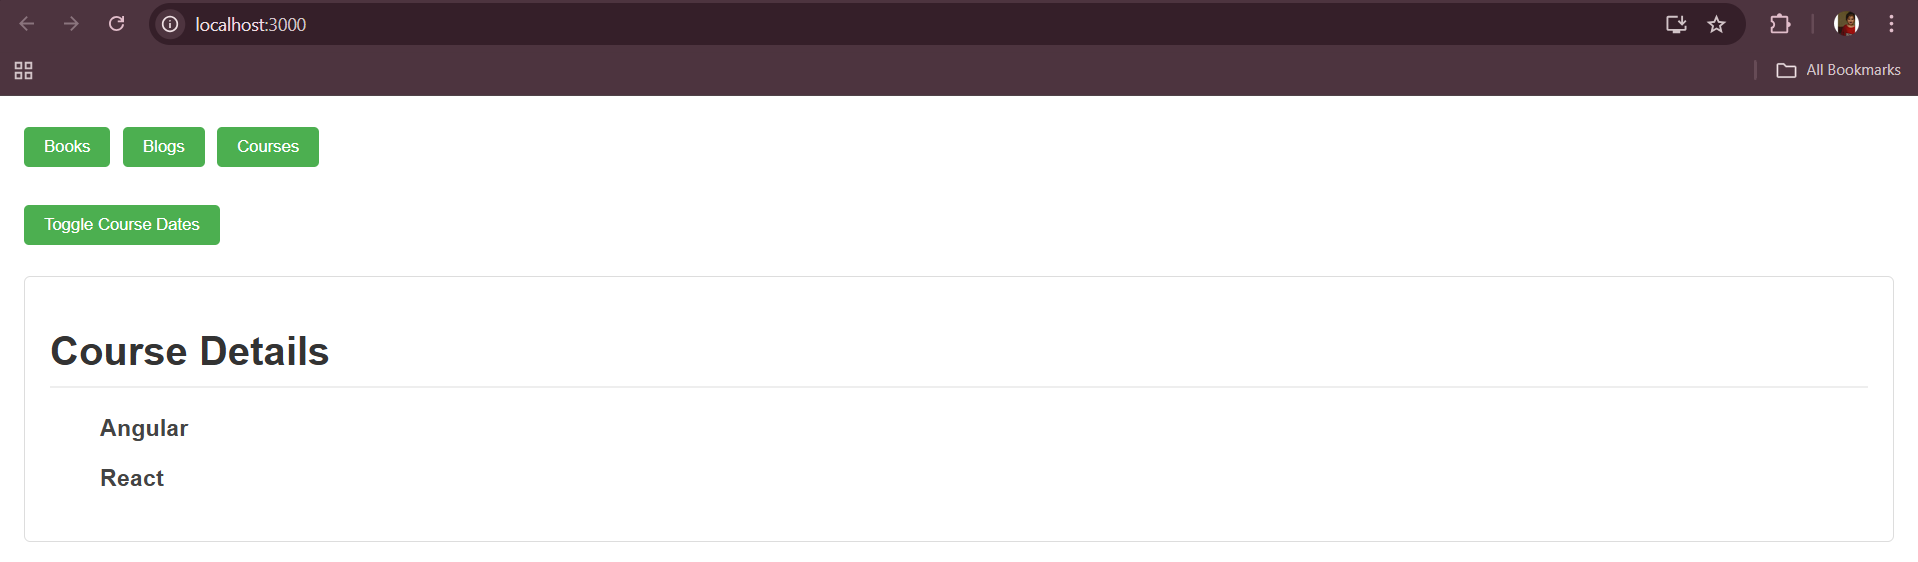 localhost:3000
All Bookmarks
Books Blogs Courses
Toggle Course Dates
Course Details
Angular
React